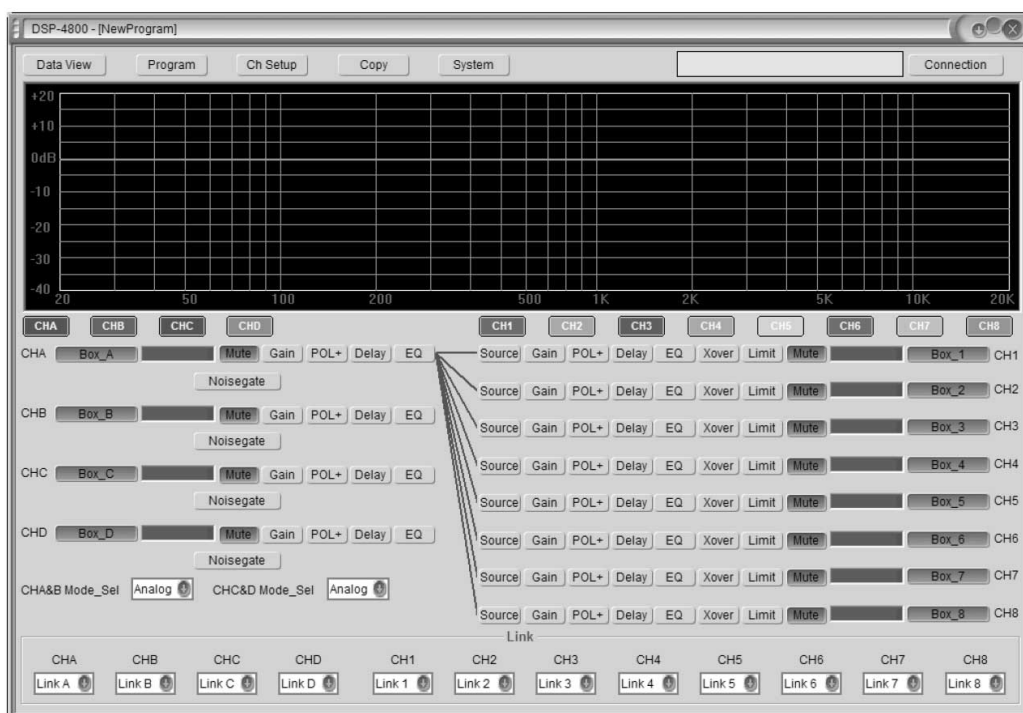 DSP-4800 - [NewProgram]
Data View Program Ch Setup Copy System Connection
+20
+10
0dB
-10
-20
-30
-40
20 50 100 200 500 1K 2K 5K 10K 20K
CHA CHB CHC CHD CH1 CH2 CH3 CH4 CH5 CH6 CH7 CH8
CHA Box_A Mute Gain POL+ Delay EQ Source Gain POL+ Delay EQ Xover Limit Mute Box_1 CH1
Noisegate
Source Gain POL+ Delay EQ Xover Limit Mute Box_2 CH2
CHB Box_B Mute Gain POL+ Delay EQ
Source Gain POL+ Delay EQ Xover Limit Mute Box_3 CH3
Noisegate
CHC Box_C Mute Gain POL+ Delay EQ Source Gain POL+ Delay EQ Xover Limit Mute Box_4 CH4
Noisegate
Source Gain POL+ Delay EQ Xover Limit Mute Box_5 CH5
CHD Box_D Mute Gain POL+ Delay EQ Source Gain POL+ Delay EQ Xover Limit Mute Box_6 CH6
Noisegate
Source Gain POL+ Delay EQ Xover Limit Mute Box_7 CH7
CHA&B Mode_Sel Analog CHC&D Mode_Sel Analog
Source Gain POL+ Delay EQ Xover Limit Mute Box_8 CH8
Link
CHA CHB CHC CHD CH1 CH2 CH3 CH4 CH5 CH6 CH7 CH8
Link A Link B Link C Link D Link 1 Link 2 Link 3 Link 4 Link 5 Link 6 Link 7 Link 8